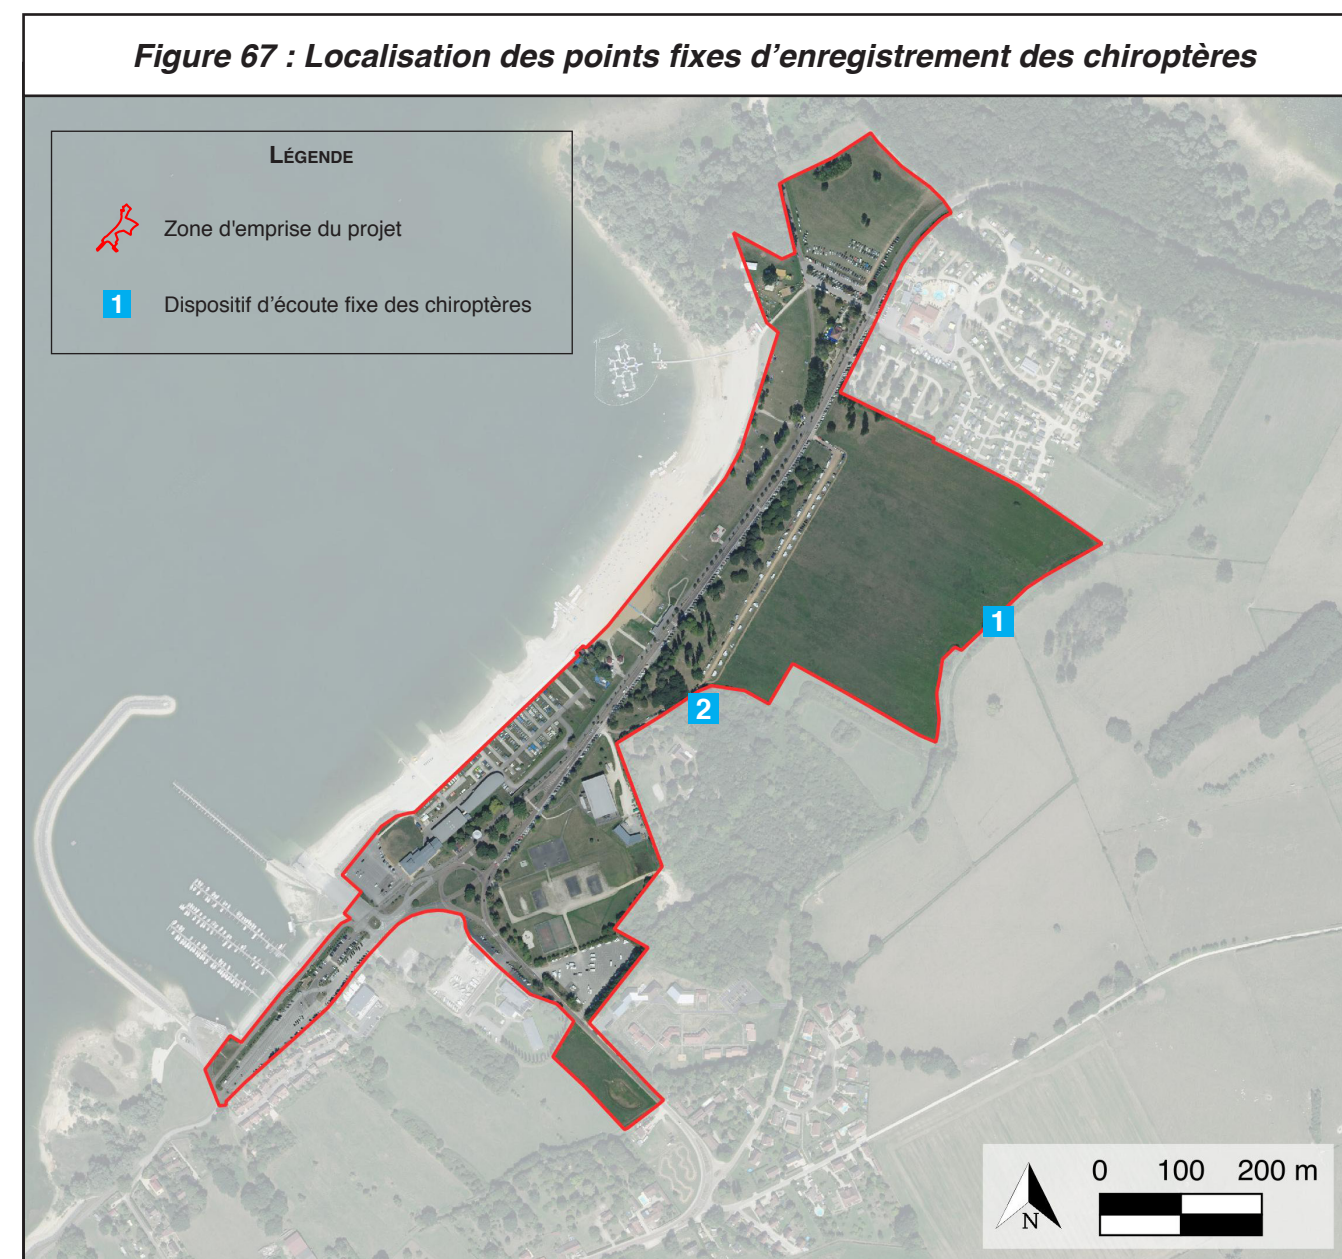 Figure 67 : Localisation des points fixes d’enregistrement des chiroptères
LÉGENDE
Zone d'emprise du projet
1 Dispositif d’écoute fixe des chiroptères
1
2
0 100 200 m
N